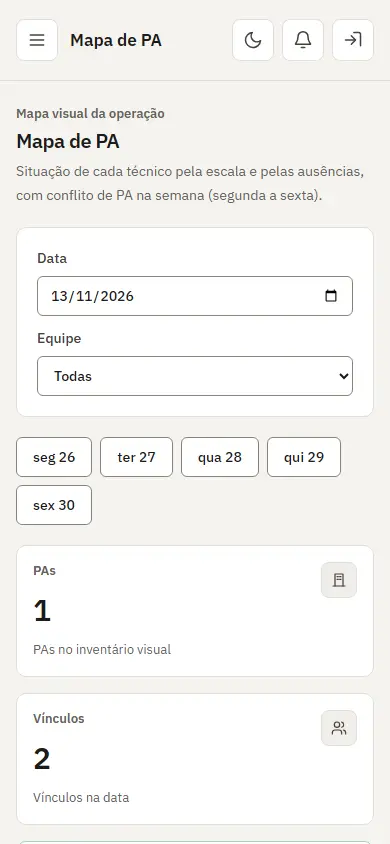 Mapa de PA
Mapa visual da operação
Mapa de PA
Situação de cada técnico pela escala e pelas ausências,
com conflito de PA na semana (segunda a sexta).
Data
13/11/2026
Equipe
Todas
seg 26
ter 27
qua 28
qui 29
sex 30
PAs
1
PAs no inventário visual
Vínculos
2
Vínculos na data